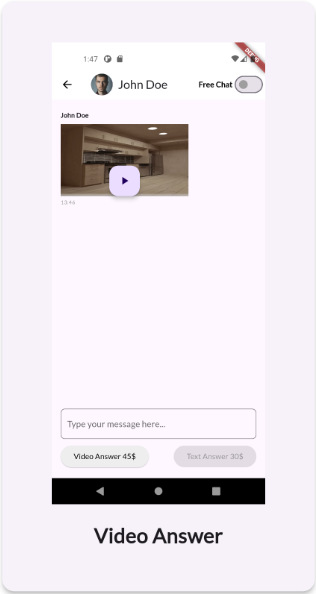 1:47
DEBUG
John Doe
Free Chat
John Doe
13:46
Type your message here...
Video Answer 45$
Text Answer 30$
Video Answer